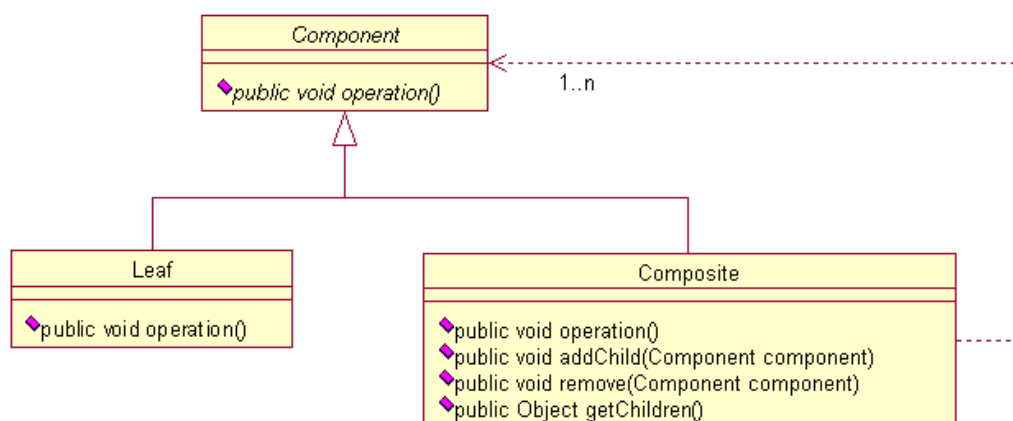 Component
public void operation()
1..n
Leaf
public void operation()
Composite
public void operation()
public void addChild(Component component)
public void remove(Component component)
public Object getChildren()